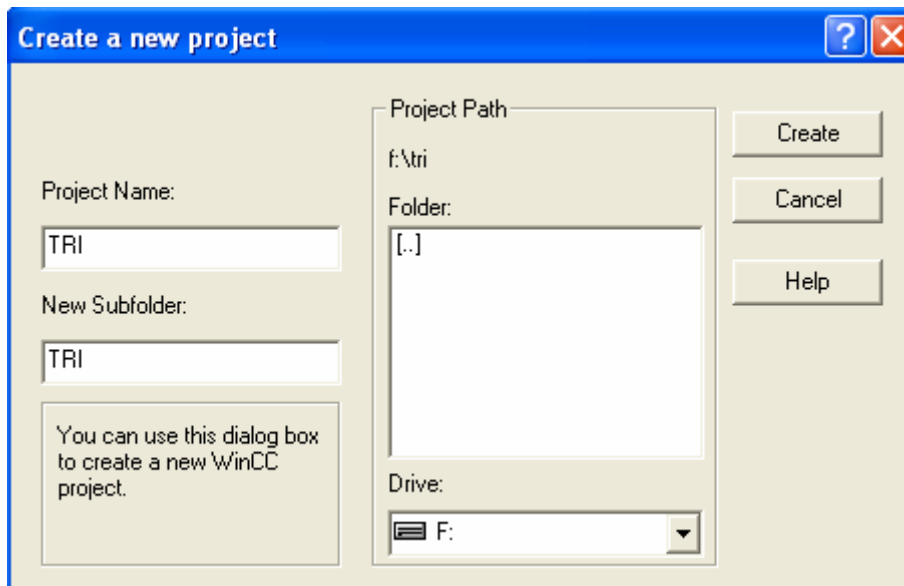 Create a new project
Project Name:
TRI
New Subfolder:
TRI
You can use this dialog box
to create a new WinCC
project.
Project Path
f:\tri
Folder:
[..]
Drive:
F:
Create
Cancel
Help